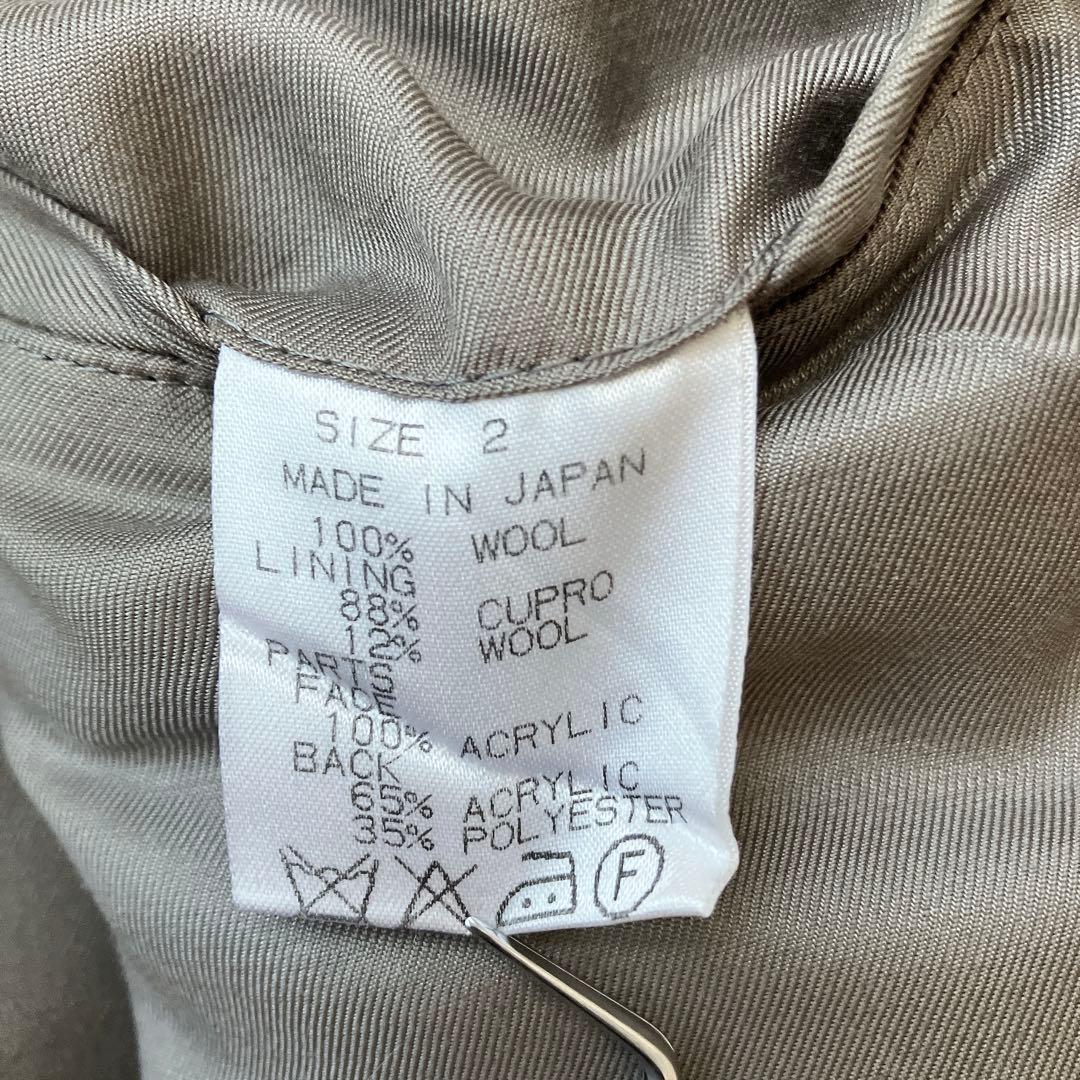 SIZE 2
MADE IN JAPAN
100% WOOL
LINING
88% CUPRO
12% WOOL
PARTS
FACE
100% ACRYLIC
BACK
65% ACRYLIC
35% POLYESTER
F